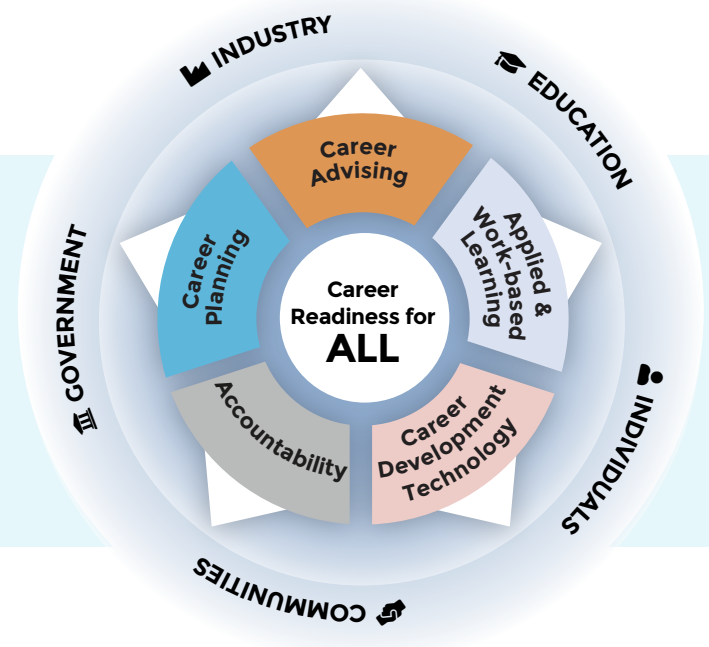 INDUSTRY
EDUCATION
INDIVIDUALS
COMMUNITIES
GOVERNMENT
Career
Advising
Applied &
Work-based
Learning
Career
Development
Technology
Accountability
Career
Planning
Career
Readiness for
ALL